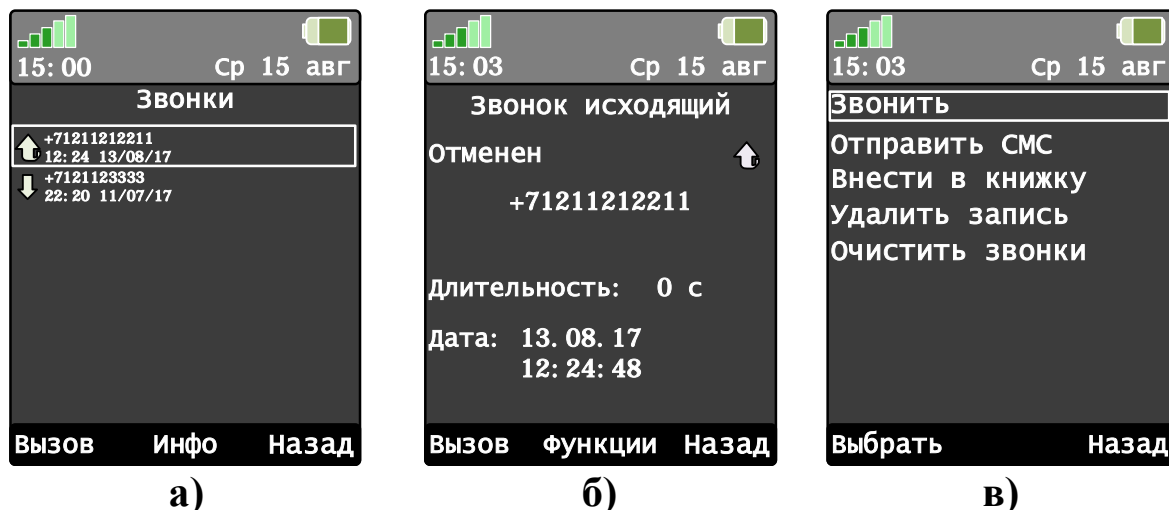 15:00 Ср 15 авг
Звонки
+71211212211
12:24 13/08/17
+7121123333
22:20 11/07/17
Вызов Инфо Назад
а)
15:03 Ср 15 авг
Звонок исходящий
Отменен
+71211212211
Длительность: 0 с
Дата: 13.08.17
12:24:48
Вызов Функции Назад
б)
15:03 Ср 15 авг
Звонить
Отправить СМС
Внести в книжку
Удалить запись
Очистить звонки
Выбрать Назад
в)